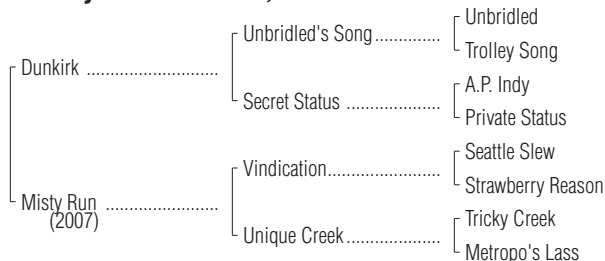 Unbridled
Unbridled's Song..............
Trolley Song
Dunkirk ............................
A.P. Indy
Secret Status ....................
Private Status
Seattle Slew
Vindication........................
Strawberry Reason
Misty Run ........................
(2007)
Tricky Creek
Unique Creek....................
Metropo's Lass